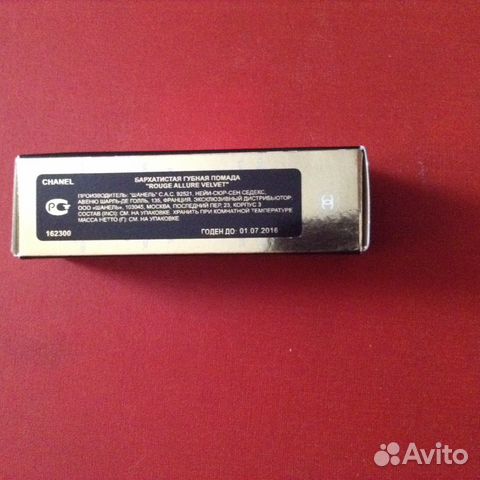 CHANEL
БАРХАТИСТАЯ ГУБНАЯ ПОМАДА
"ROUGE ALLURE VELVET"
ПРОИЗВОДИТЕЛЬ: "ШАНЕЛЬ" С.А.С. 92521, НЕЙИ-СЮР-СЕН СЕДЕКС,
АВЕНЮ ШАРЛЬ-ДЕ ГОЛЛЬ, 135, ФРАНЦИЯ. ЭКСКЛЮЗИВНЫЙ ДИСТРИБЬЮТОР:
ООО «ШАНЕЛЬ», 103045, МОСКВА, ПОСЛЕДНИЙ ПЕР. 23, КОРПУС 3
СОСТАВ (INCI): СМ. НА УПАКОВКЕ. ХРАНИТЬ ПРИ КОМНАТНОЙ ТЕМПЕРАТУРЕ
МАССА НЕТТО (Г): СМ. НА УПАКОВКЕ
162300
ГОДЕН ДО: 01.07.2016
Avito